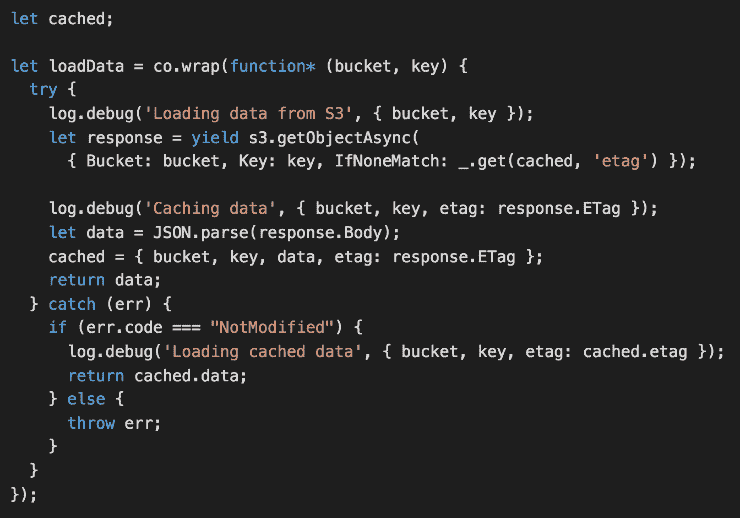 let cached;
let loadData = co.wrap(function* (bucket, key) {
try {
log.debug('Loading data from S3', { bucket, key });
let response = yield s3.getObjectAsync(
{ Bucket: bucket, Key: key, IfNoneMatch: _.get(cached, 'etag') });
log.debug('Caching data', { bucket, key, etag: response.ETag });
let data = JSON.parse(response.Body);
cached = { bucket, key, data, etag: response.ETag };
return data;
} catch (err) {
if (err.code === "NotModified") {
log.debug('Loading cached data', { bucket, key, etag: cached.etag });
return cached.data;
} else {
throw err;
}
}
});